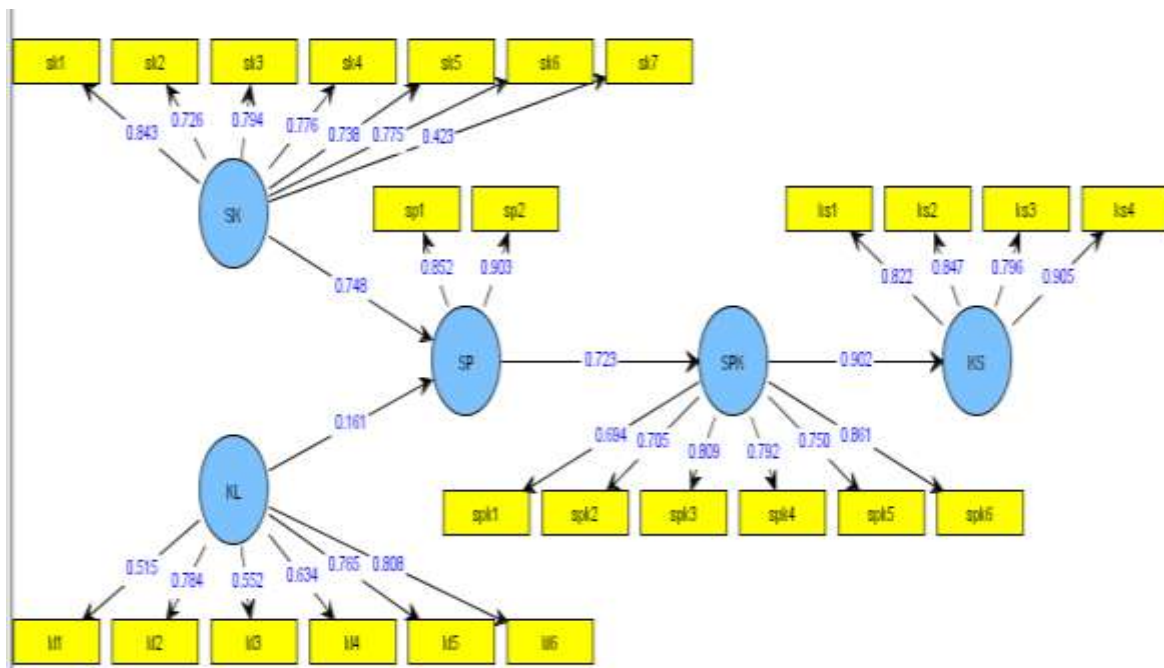 sk1 sk2 sk3 sk4 sk5 sk6 sk7
0.843 0.726 0.794 0.776 0.738 0.775 0.423
SK
sp1 sp2
ks1 ks2 ks3 ks4
0.852 0.903
0.822 0.847 0.796 0.905
0.748
SP 0.723 SPK 0.902 KS
0.161
0.694 0.705 0.809 0.792 0.750 0.861
KL
spk1 spk2 spk3 spk4 spk5 spk6
0.515 0.784 0.552 0.634 0.765 0.808
kl1 kl2 kl3 kl4 kl5 kl6